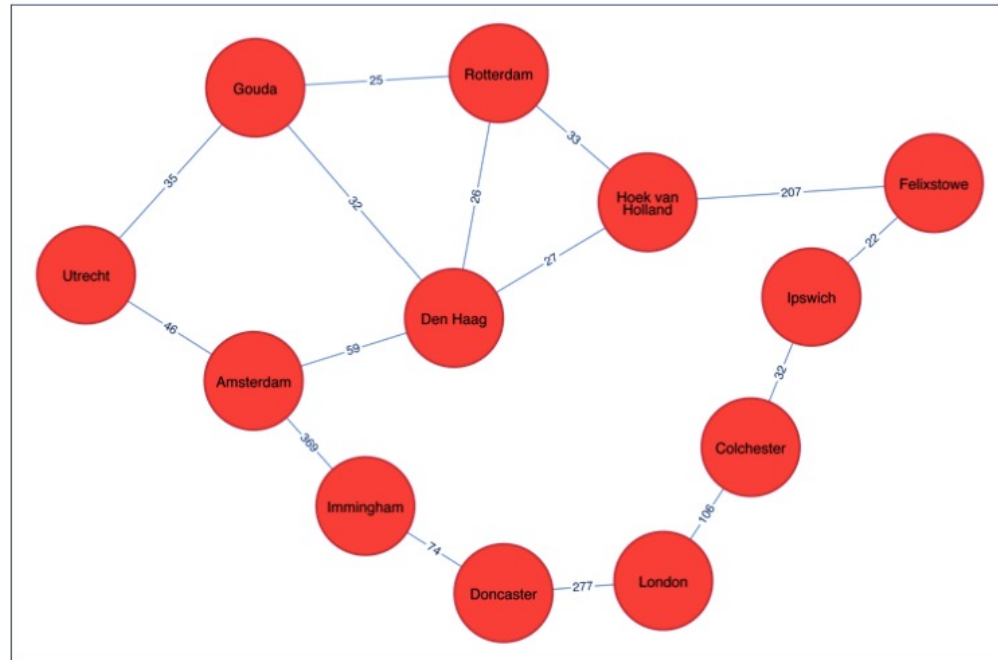 Gouda
25
Rotterdam
33
Hoek van
Holland
207
Felixstowe
22
35
32
26
27
Utrecht
Ipswich
46
Den Haag
59
Amsterdam
32
369
Colchester
Immingham
106
74
Doncaster
277
London